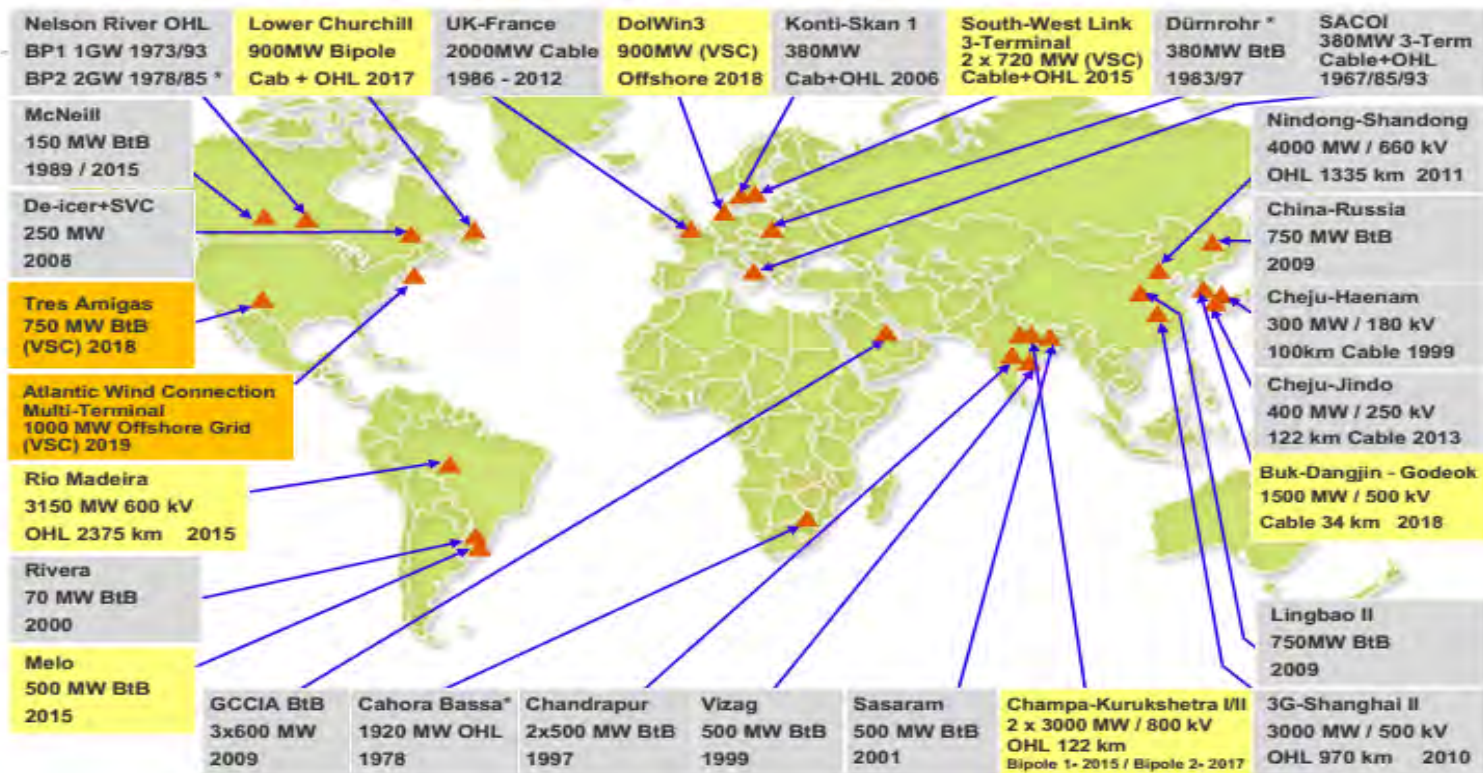 Nelson River OHL
BP1 1GW 1973/93
BP2 2GW 1978/85 *
Lower Churchill
900MW Bipole
Cab + OHL 2017
UK-France
2000MW Cable
1986 - 2012
DolWin3
900MW (VSC)
Offshore 2018
Konti-Skan 1
380MW
Cab+OHL 2006
South-West Link
3-Terminal
2 x 720 MW (VSC)
Cable+OHL 2015
Dürnrohr *
380MW BtB
1983/97
SACOI
380MW 3-Term
Cable+OHL
1967/85/93
McNeill
150 MW BtB
1989 / 2015
De-icer+SVC
250 MW
2008
Tres Amigas
750 MW BtB
(VSC) 2018
Atlantic Wind Connection
Multi-Terminal
1000 MW Offshore Grid
(VSC) 2019
Rio Madeira
3150 MW 600 kV
OHL 2375 km 2015
Rivera
70 MW BtB
2000
Melo
500 MW BtB
2015
GCCIA BtB
3x600 MW
2009
Cahora Bassa*
1920 MW OHL
1978
Chandrapur
2x500 MW BtB
1997
Vizag
500 MW BtB
1999
Sasaram
500 MW BtB
2001
Champa-Kurukshetra I/II
2 x 3000 MW / 800 kV
OHL 122 km
Bipole 1- 2015 / Bipole 2- 2017
Nindong-Shandong
4000 MW / 660 kV
OHL 1335 km 2011
China-Russia
750 MW BtB
2009
Cheju-Haenam
300 MW / 180 kV
100km Cable 1999
Cheju-Jindo
400 MW / 250 kV
122 km Cable 2013
Buk-Dangjin - Godeok
1500 MW / 500 kV
Cable 34 km 2018
Lingbao II
750MW BtB
2009
3G-Shanghai II
3000 MW / 500 kV
OHL 970 km 2010